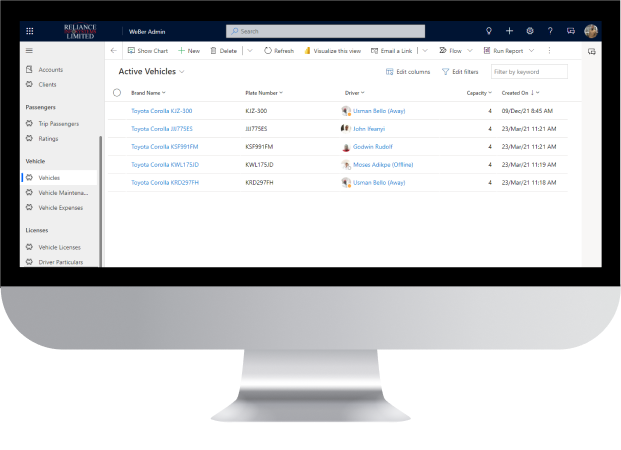 RELIANCE
LIMITED
WeBer Admin
Search
Show Chart
New
Delete
Refresh
Visualize this view
Email a Link
Flow
Run Report
Accounts
Clients
Active Vehicles
Edit columns
Edit filters
Filter by keyword
Brand Name
Plate Number
Driver
Capacity
Created On
Passengers
Trip Passengers
Ratings
Toyota Corolla KJZ-300 KJZ-300 Usman Bello (Away) 4 09/Dec/21 8:45 AM
Toyota Corolla JJJ775ES JJJ775ES John Ifeanyi 4 23/Mar/21 11:21 AM
Toyota Corolla KSF991FM KSF991FM Godwin Rudolf 4 23/Mar/21 11:21 AM
Toyota Corolla KWL175JD KWL175JD Moses Adikpe (Offline) 4 23/Mar/21 11:19 AM
Toyota Corolla KRD297FH KRD297FH Usman Bello (Away) 4 23/Mar/21 11:18 AM
Vehicle
Vehicles
Vehicle Maintena...
Vehicle Expenses
Licenses
Vehicle Licenses
Driver Particulars